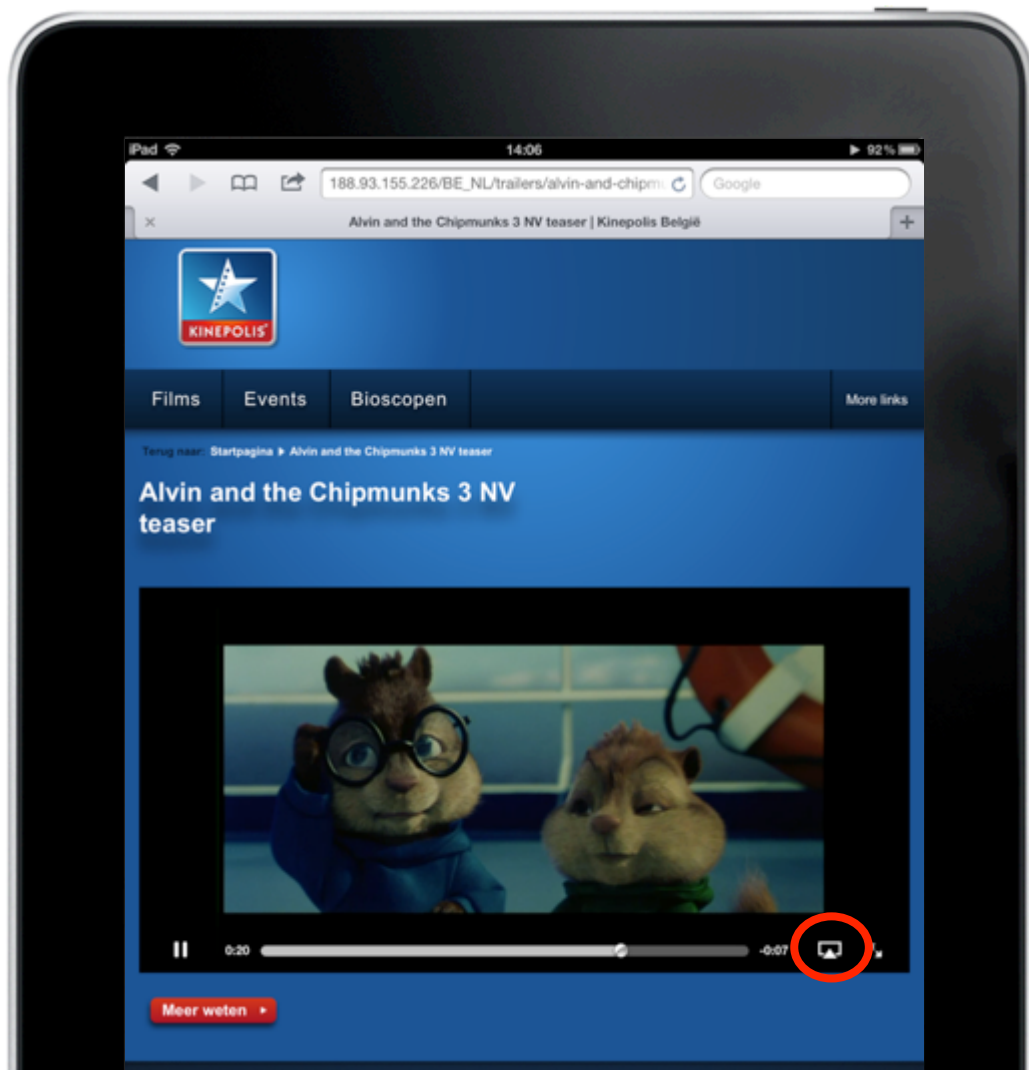 iPad 14:06 92%
188.93.155.226/BE_NL/trailers/alvin-and-chipm Google
Alvin and the Chipmunks 3 NV teaser | Kinepolis België
KINEPOLIS
Films Events Bioscopen More links
Terug naar: Startpagina Alvin and the Chipmunks 3 NV teaser
Alvin and the Chipmunks 3 NV
teaser
0:20 -0:07
Meer weten